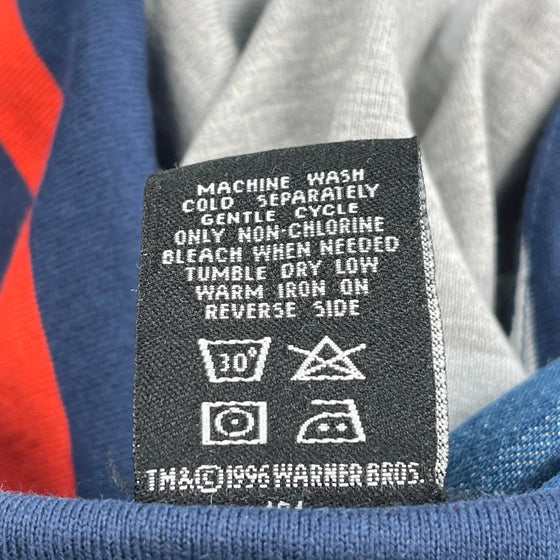 MACHINE WASH
COLD SEPARATELY
GENTLE CYCLE
ONLY NON-CHLORINE
BLEACH WHEN NEEDED
TUMBLE DRY LOW
WARM IRON ON
REVERSE SIDE
30°
TM&©1996 WARNER BROS.